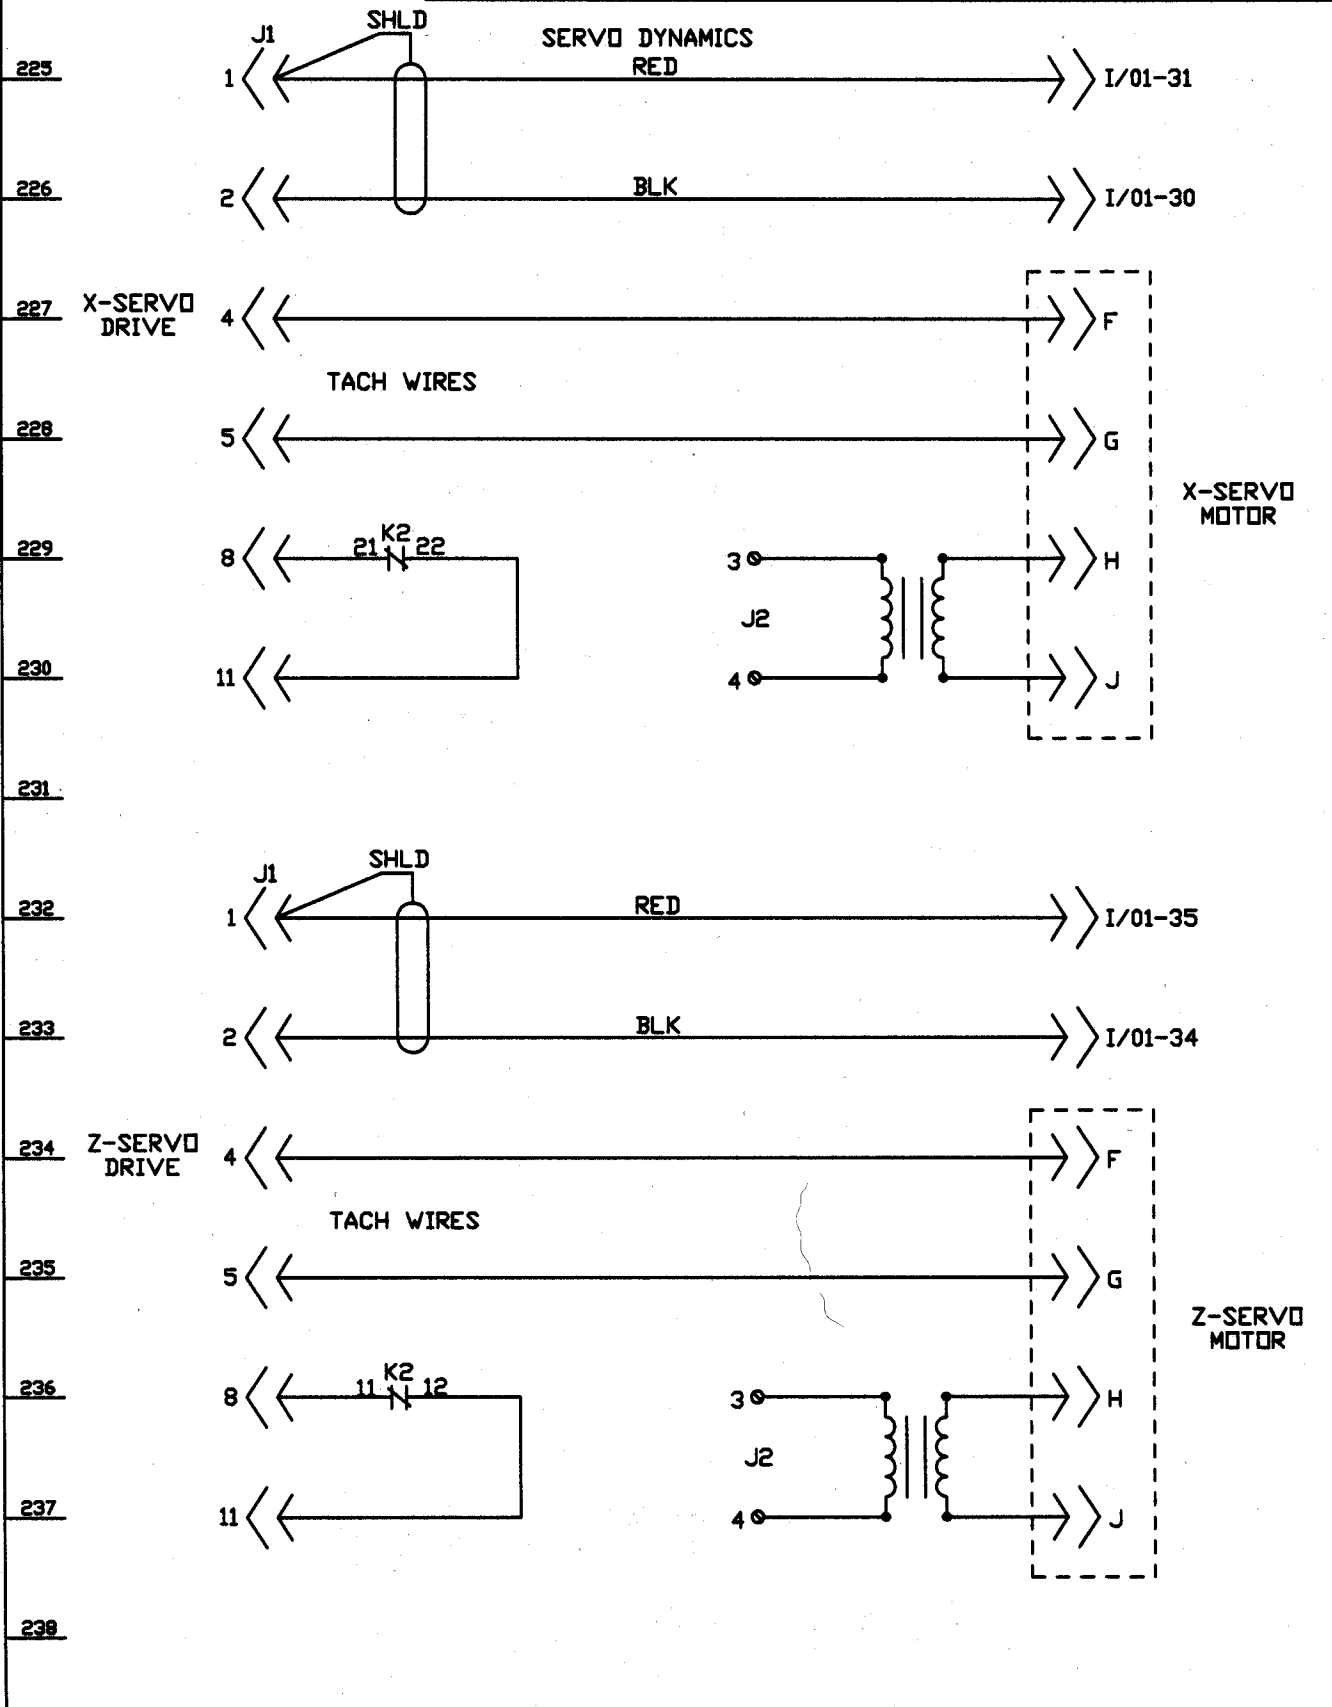 J1 SHLD SERVO DYNAMICS
225 1 RED I/01-31
226 2 BLK I/01-30
227 X-SERVO DRIVE 4 F
TACH WIRES
228 5 G
X-SERVO
MOTOR
229 8 21 K2 22 3 H
J2
230 11 4 J
231
J1 SHLD
232 1 RED I/01-35
233 2 BLK I/01-34
234 Z-SERVO DRIVE 4 F
TACH WIRES
235 5 G
Z-SERVO
MOTOR
236 8 11 K2 12 3 H
J2
237 11 4 J
238